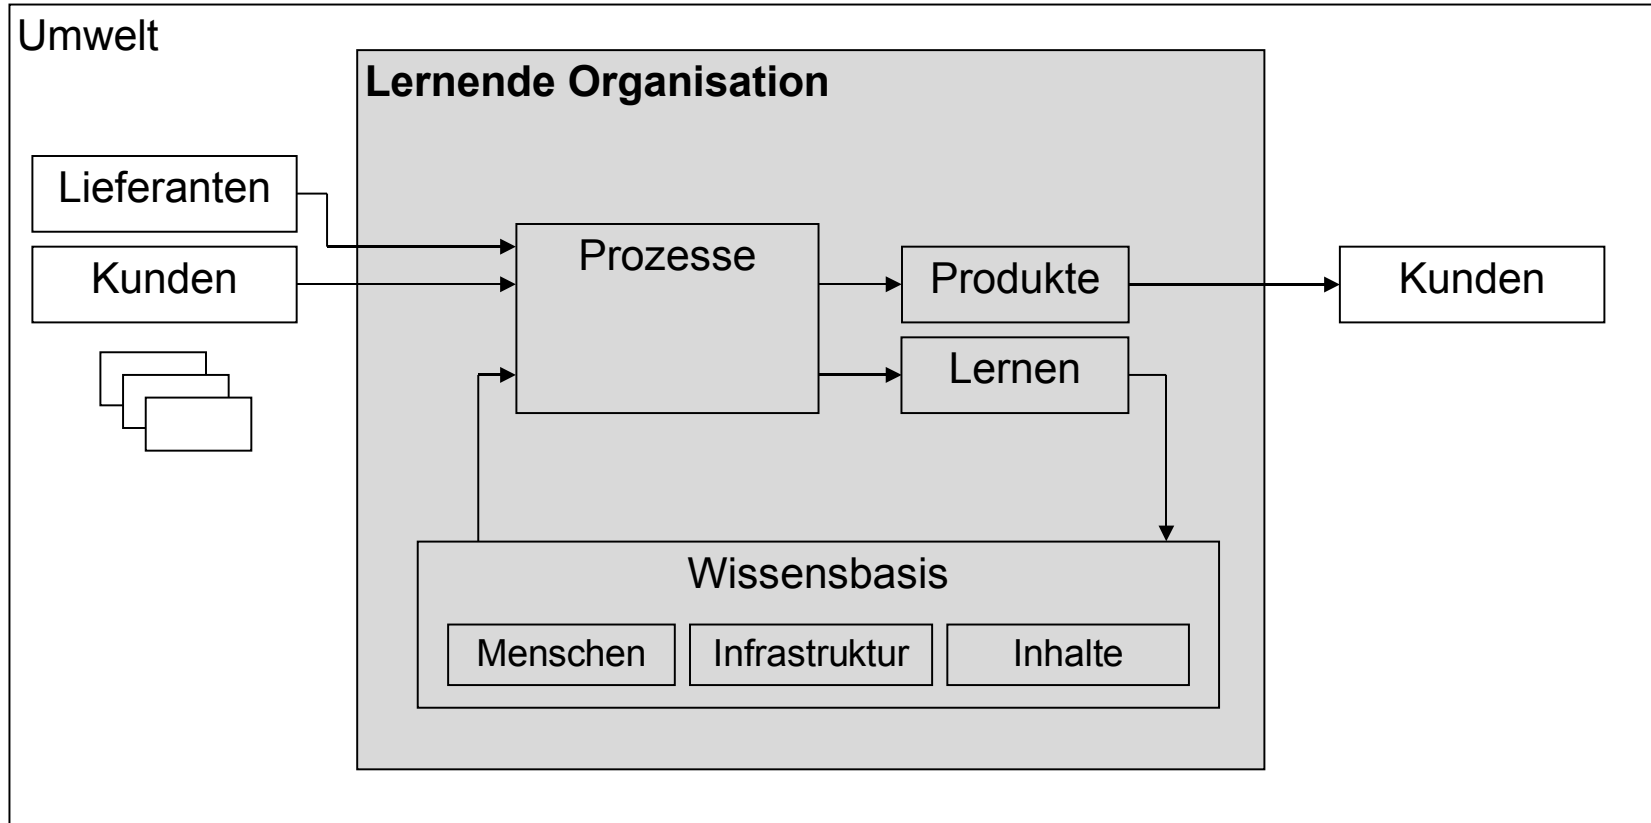 Umwelt
Lernende Organisation
Lieferanten
Kunden
Prozesse
Produkte
Lernen
Kunden
Wissensbasis
Menschen
Infrastruktur
Inhalte